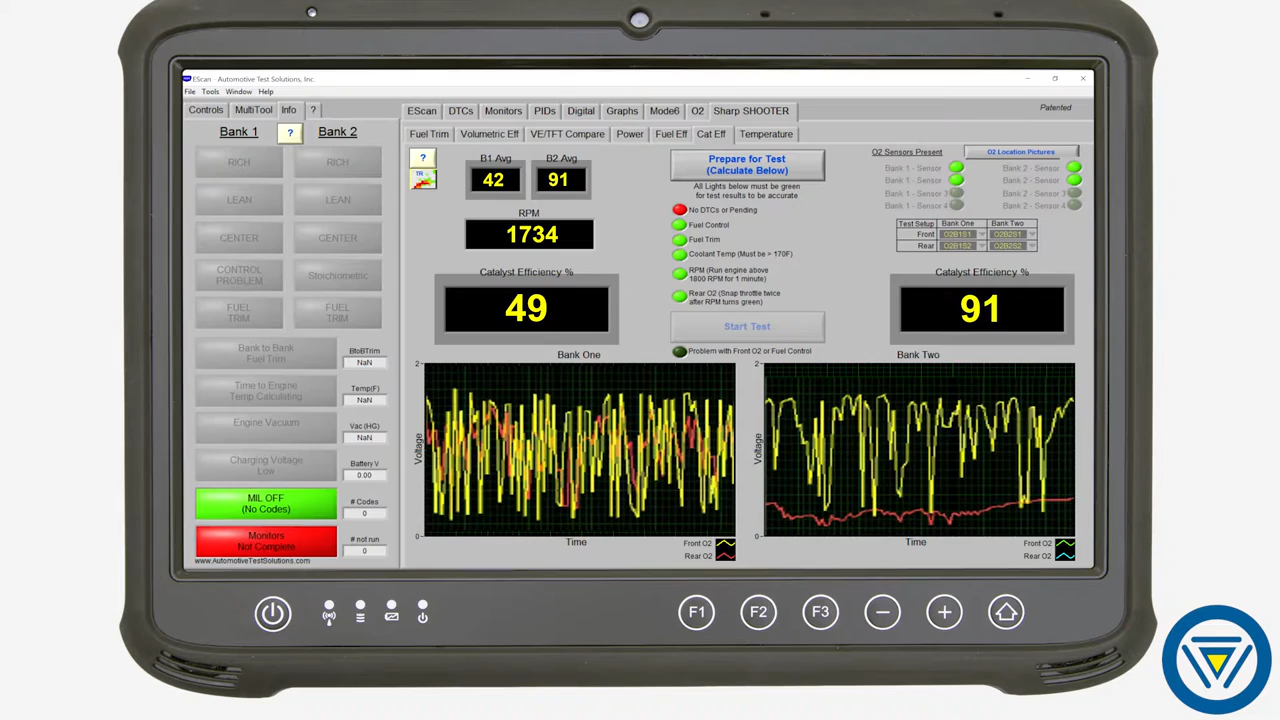 EScan - Automotive Test Solutions, Inc.
File Tools Window Help
Controls MultiTool Info ?
EScan DTCs Monitors PIDs Digital Graphs Mode6 O2 Sharp SHOOTER
Patented
Fuel Trim Volumetric Eff VE/TFT Compare Power Fuel Eff Cat Eff Temperature
Bank 1 ? Bank 2
RICH
LEAN LEAN
CENTER CENTER
CONTROL PROBLEM Stoichiometric
FUEL TRIM FUEL TRIM
Bank to Bank Fuel Trim
BtoBTrim
NaN
Time to Engine Temp Calculating
Temp(F)
NaN
Engine Vacuum
Vac (HG)
NaN
Charging Voltage Low
Battery V
0.00
MIL OFF
(No Codes)
# Codes
0
Monitors
Not Complete
# not run
0
www.AutomotiveTestSolutions.com
?
TR
B1 Avg B2 Avg
42 91
RPM
1734
Catalyst Efficiency %
49
Prepare for Test
(Calculate Below)
All Lights below must be green
for test results to be accurate
No DTCs or Pending
Fuel Control
Fuel Trim
Coolant Temp (Must be > 170F)
RPM (Run engine above
1800 RPM for 1 minute)
Rear O2 (Snap throttle twice
after RPM turns green)
Start Test
Problem with Front O2 or Fuel Control
O2 Sensors Present
O2 Location Pictures
Bank 1 - Sensor Bank 2 - Sensor
Bank 1 - Sensor Bank 2 - Sensor
Bank 1 - Sensor 3 Bank 2 - Sensor 3
Bank 1 - Sensor 4 Bank 2 - Sensor 4
Test Setup Bank One Bank Two
Front O2B1S1 O2B2S1
Rear O2B1S2 O2B2S2
Catalyst Efficiency %
91
Bank One
2
Voltage
0
Time
Front O2
Rear O2
Bank Two
2
Voltage
0
Time
Front O2
Rear O2
F1 F2 F3 − +